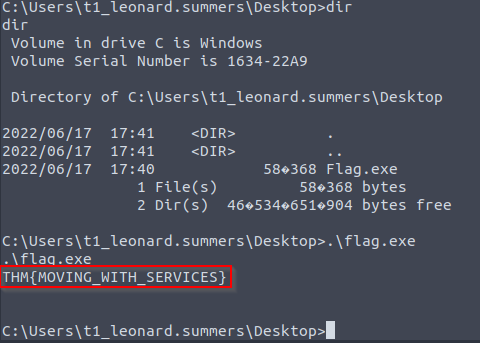 C:\Users\t1_leonard.summers\Desktop>dir
dir
 Volume in drive C is Windows
 Volume Serial Number is 1634-22A9

 Directory of C:\Users\t1_leonard.summers\Desktop

2022/06/17  17:41    <DIR>          .
2022/06/17  17:41    <DIR>          ..
2022/06/17  17:40            58�368 Flag.exe
               1 File(s)         58�368 bytes
               2 Dir(s)  46�534�651�904 bytes free

C:\Users\t1_leonard.summers\Desktop>.\flag.exe
.\flag.exe
THM{MOVING_WITH_SERVICES}

C:\Users\t1_leonard.summers\Desktop>